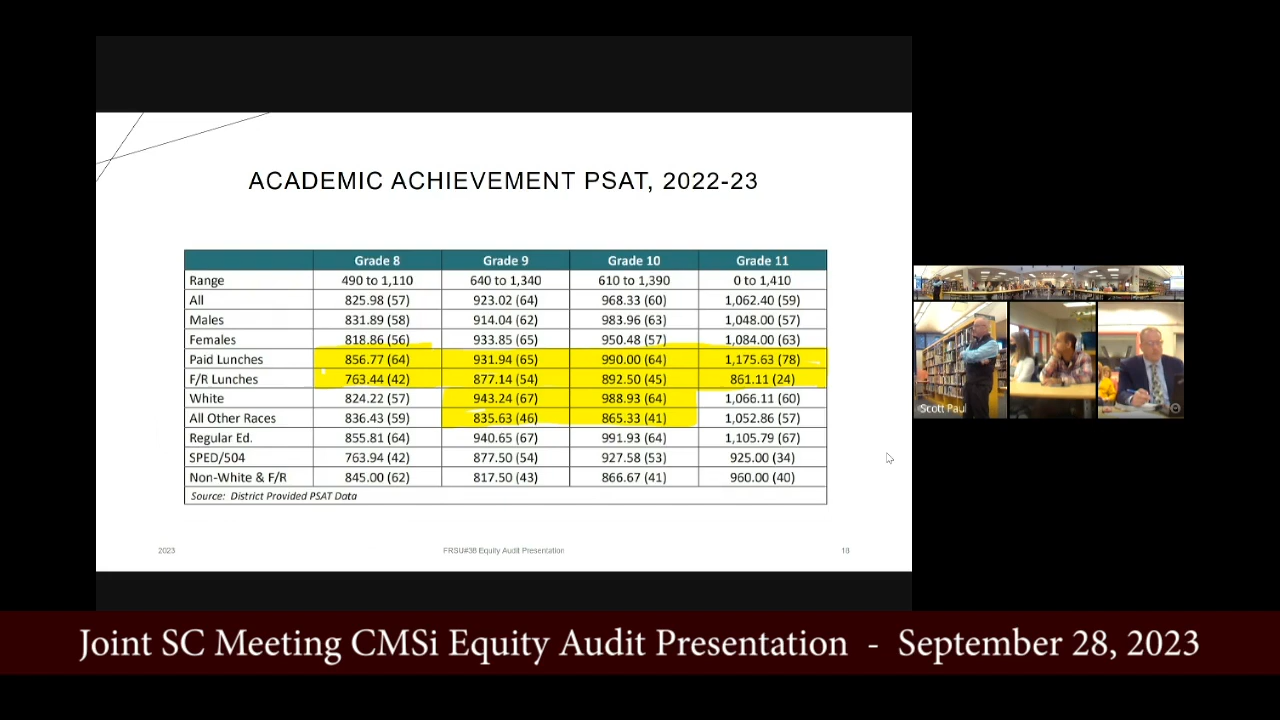 ACADEMIC ACHIEVEMENT PSAT, 2022-23
Grade 8 Grade 9 Grade 10 Grade 11
Range 490 to 1,110 640 to 1,340 610 to 1,390 0 to 1,410
All 825.98 (57) 923.02 (64) 968.33 (60) 1,062.40 (59)
Males 831.89 (58) 914.04 (62) 983.96 (63) 1,048.00 (57)
Females 818.86 (56) 933.85 (65) 950.48 (57) 1,084.00 (63)
Paid Lunches 856.77 (64) 931.94 (65) 990.00 (64) 1,175.63 (78)
F/R Lunches 763.44 (42) 877.14 (54) 892.50 (45) 861.11 (24)
White 824.22 (57) 943.24 (67) 988.93 (64) 1,066.11 (60)
All Other Races 836.43 (59) 835.63 (46) 865.33 (41) 1,052.86 (57)
Regular Ed. 855.81 (64) 940.65 (67) 991.93 (64) 1,105.79 (67)
SPED/504 763.94 (42) 877.50 (54) 927.58 (53) 925.00 (34)
Non-White & F/R 845.00 (62) 817.50 (43) 866.67 (41) 960.00 (40)
Source: District Provided PSAT Data
2023 FRSU#38 Equity Audit Presentation 18
Scott Paul
Joint SC Meeting CMSi Equity Audit Presentation - September 28, 2023